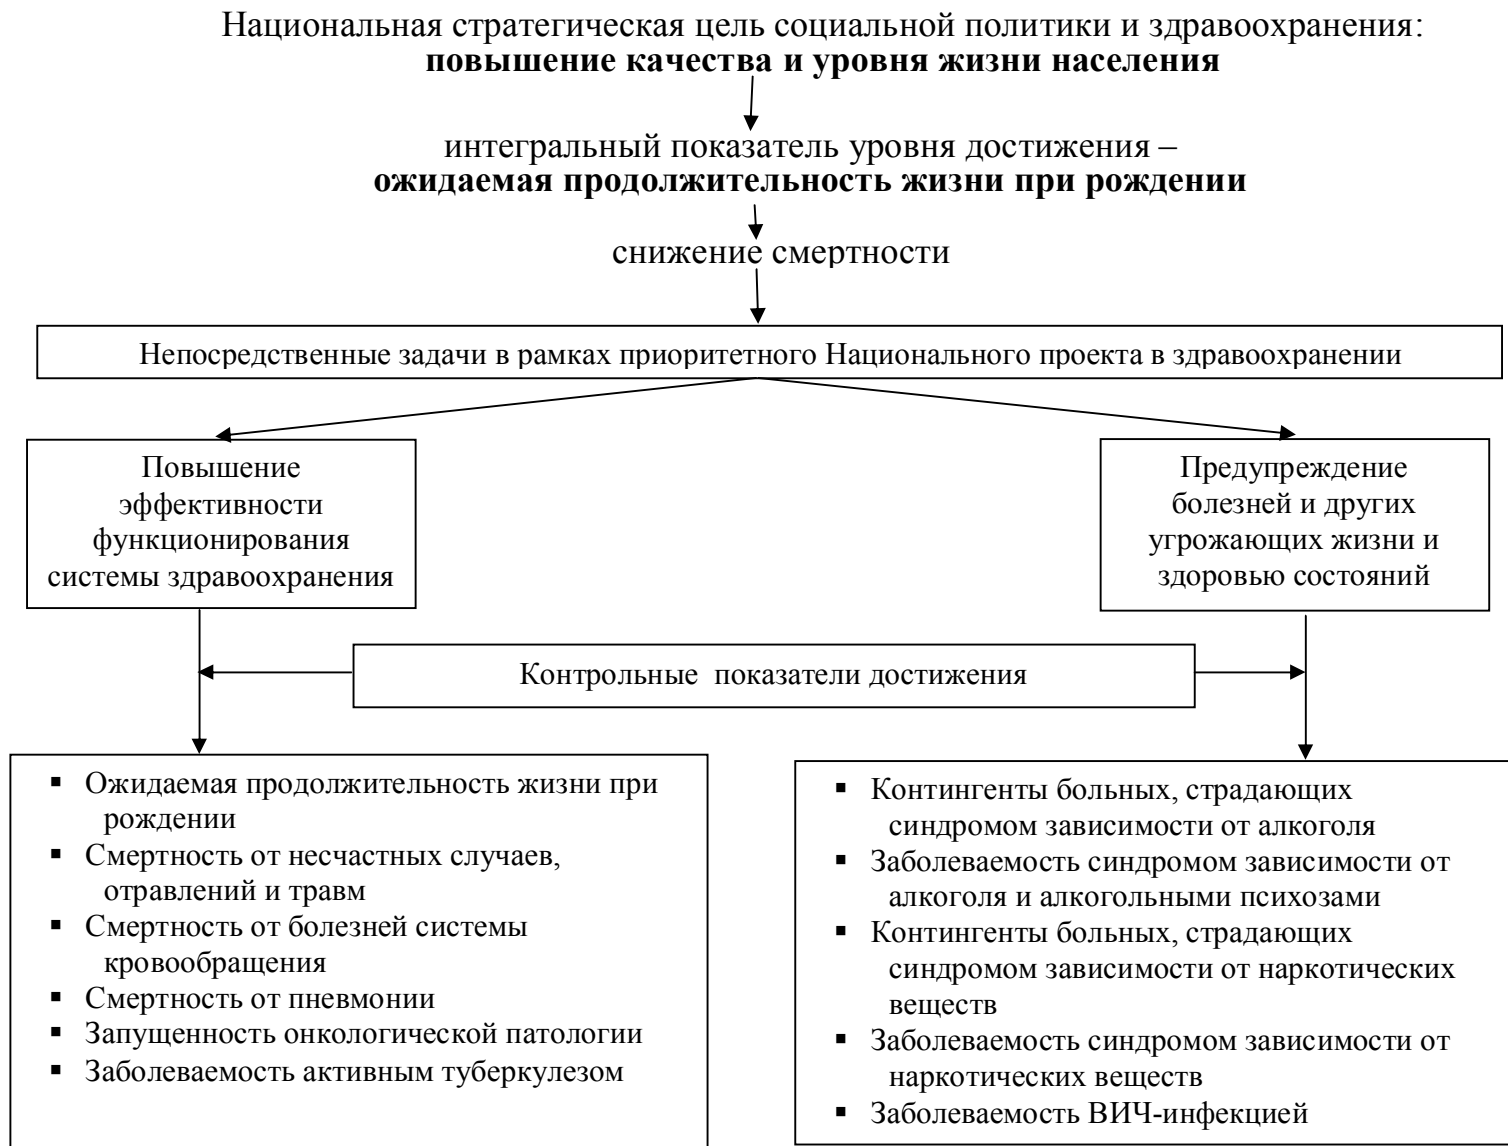 Национальная стратегическая цель социальной политики и здравоохранения:
повышение качества и уровня жизни населения
интегральный показатель уровня достижения –
ожидаемая продолжительность жизни при рождении
снижение смертности
Непосредственные задачи в рамках приоритетного Национального проекта в здравоохранении
Повышение
эффективности
функционирования
системы здравоохранения
Предупреждение
болезней и других
угрожающих жизни и
здоровью состояний
Контрольные показатели достижения
▪ Ожидаемая продолжительность жизни при
рождении
▪ Смертность от несчастных случаев,
отравлений и травм
▪ Смертность от болезней системы
кровообращения
▪ Смертность от пневмонии
▪ Запущенность онкологической патологии
▪ Заболеваемость активным туберкулезом
▪ Контингенты больных, страдающих
синдромом зависимости от алкоголя
▪ Заболеваемость синдромом зависимости от
алкоголя и алкогольными психозами
▪ Контингенты больных, страдающих
синдромом зависимости от наркотических
веществ
▪ Заболеваемость синдромом зависимости от
наркотических веществ
▪ Заболеваемость ВИЧ-инфекцией